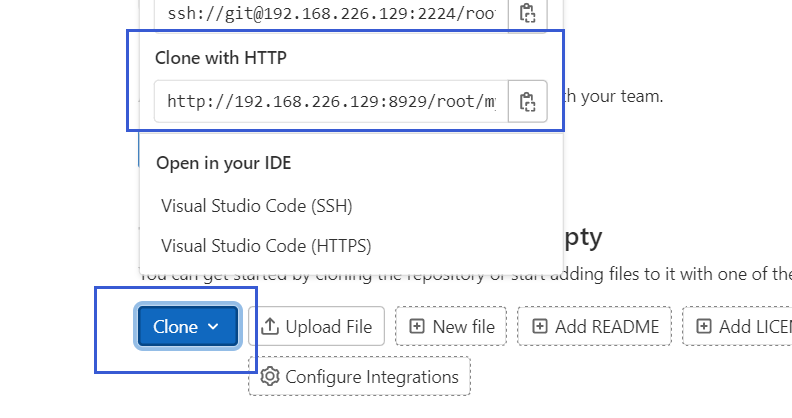 ssh://git@192.168.226.129:2224/roo
Clone with HTTP
http://192.168.226.129:8929/root/my
th your team.
Open in your IDE
Visual Studio Code (SSH)
Visual Studio Code (HTTPS)
pty
You can get started by cloning the repository or start adding files to it with one of the
Clone
Upload File
New file
Add README
Add LICEN
Configure Integrations